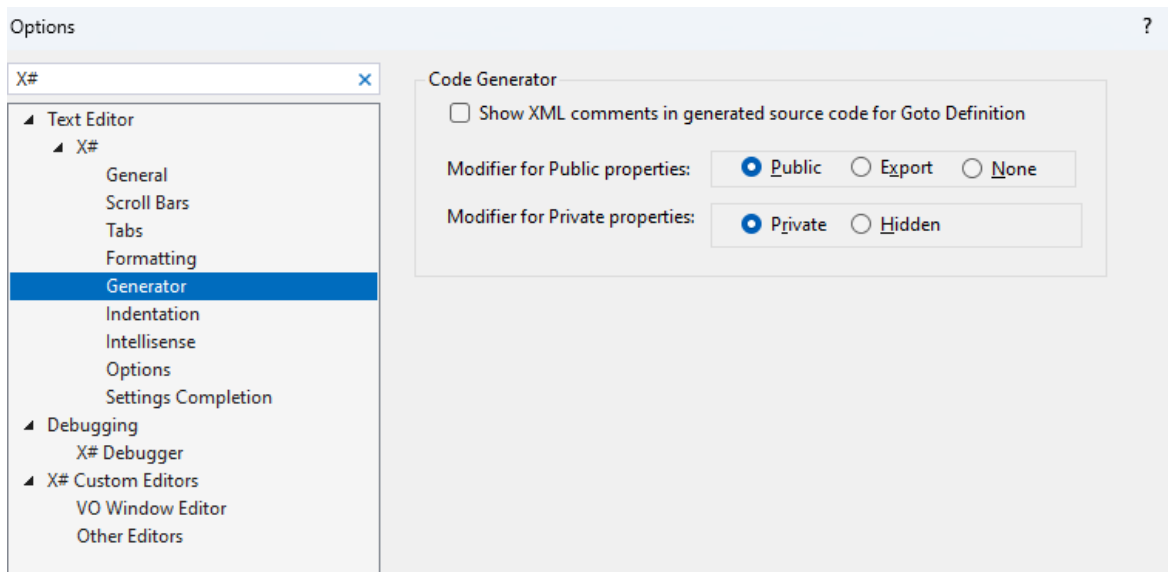 Options ?
X#
Text Editor
X#
General
Scroll Bars
Tabs
Formatting
Generator
Indentation
Intellisense
Options
Settings Completion
Debugging
X# Debugger
X# Custom Editors
VO Window Editor
Other Editors
Code Generator
Show XML comments in generated source code for Goto Definition
Modifier for Public properties: Public Export None
Modifier for Private properties: Private Hidden